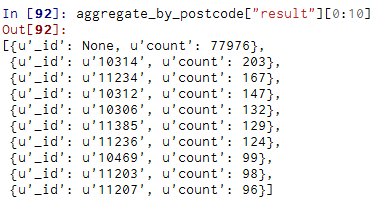 In [92]: aggregate_by_postcode["result"][0:10]
Out[92]:
[{u'_id': None, u'count': 77976},
 {u'_id': u'10314', u'count': 203},
 {u'_id': u'11234', u'count': 167},
 {u'_id': u'10312', u'count': 147},
 {u'_id': u'10306', u'count': 132},
 {u'_id': u'11385', u'count': 129},
 {u'_id': u'11236', u'count': 124},
 {u'_id': u'10469', u'count': 99},
 {u'_id': u'11203', u'count': 98},
 {u'_id': u'11207', u'count': 96}]